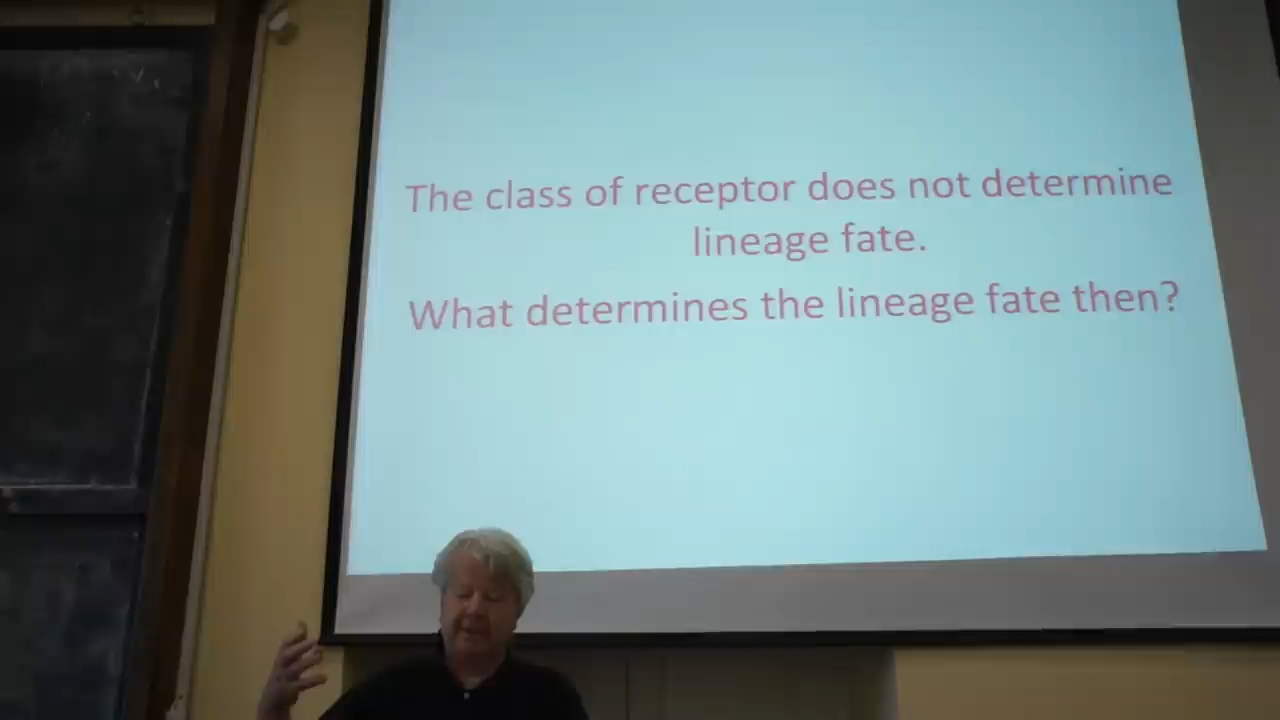 The class of receptor does not determine
lineage fate.
What determines the lineage fate then?